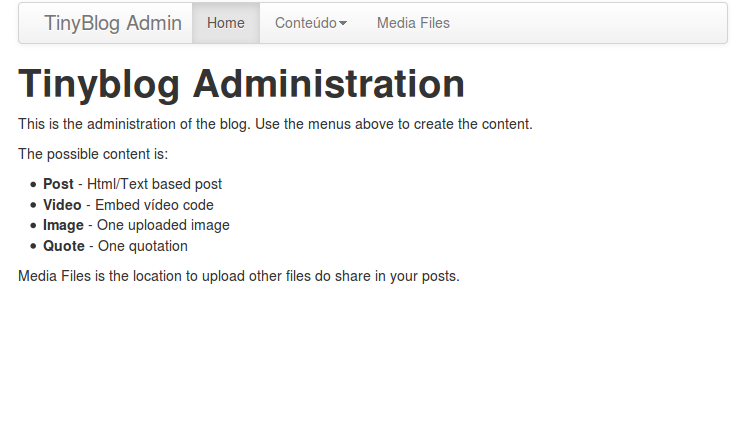 TinyBlog Admin Home Conteúdo Media Files
Tinyblog Administration
This is the administration of the blog. Use the menus above to create the content.
The possible content is:
Post - Html/Text based post
Video - Embed vídeo code
Image - One uploaded image
Quote - One quotation
Media Files is the location to upload other files do share in your posts.